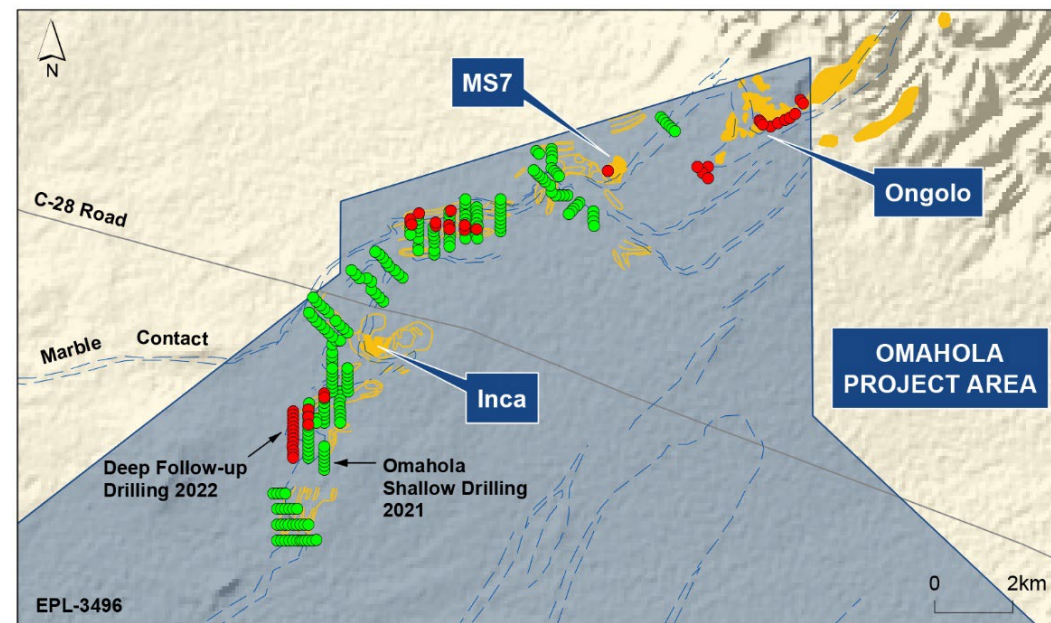 N
MS7
Ongolo
C-28 Road
Marble Contact
OMAHOLA
PROJECT AREA
Inca
Deep Follow-up
Drilling 2022
Omahola
Shallow Drilling
2021
0 2km
EPL-3496